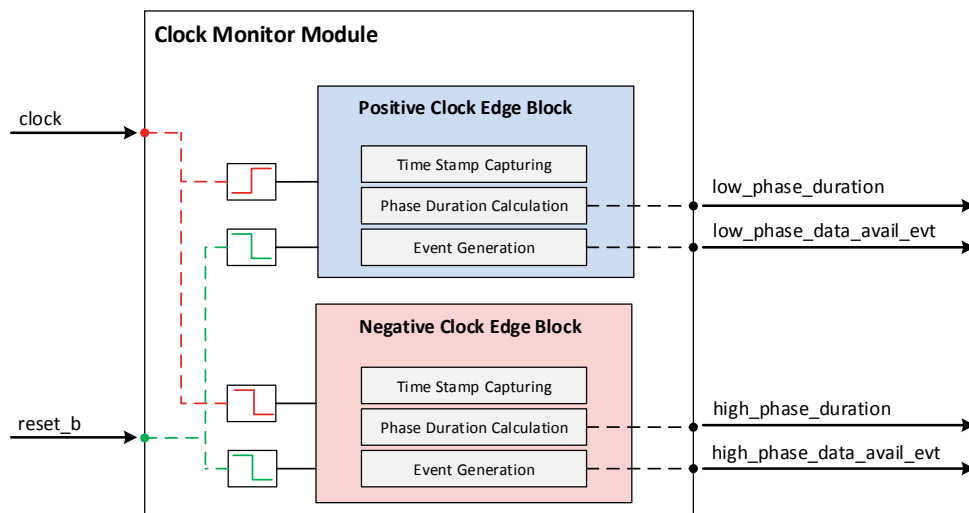 Clock Monitor Module
Positive Clock Edge Block
clock
Time Stamp Capturing
Phase Duration Calculation
low_phase_duration
Event Generation
low_phase_data_avail_evt
Negative Clock Edge Block
Time Stamp Capturing
Phase Duration Calculation
high_phase_duration
reset_b
Event Generation
high_phase_data_avail_evt